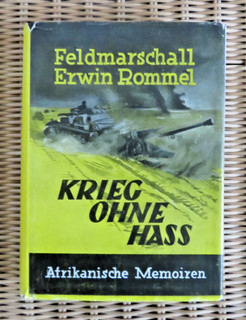 Feldmarschall
Erwin Rommel
KRIEG
OHNE
HASS
Afrikanische Memoiren